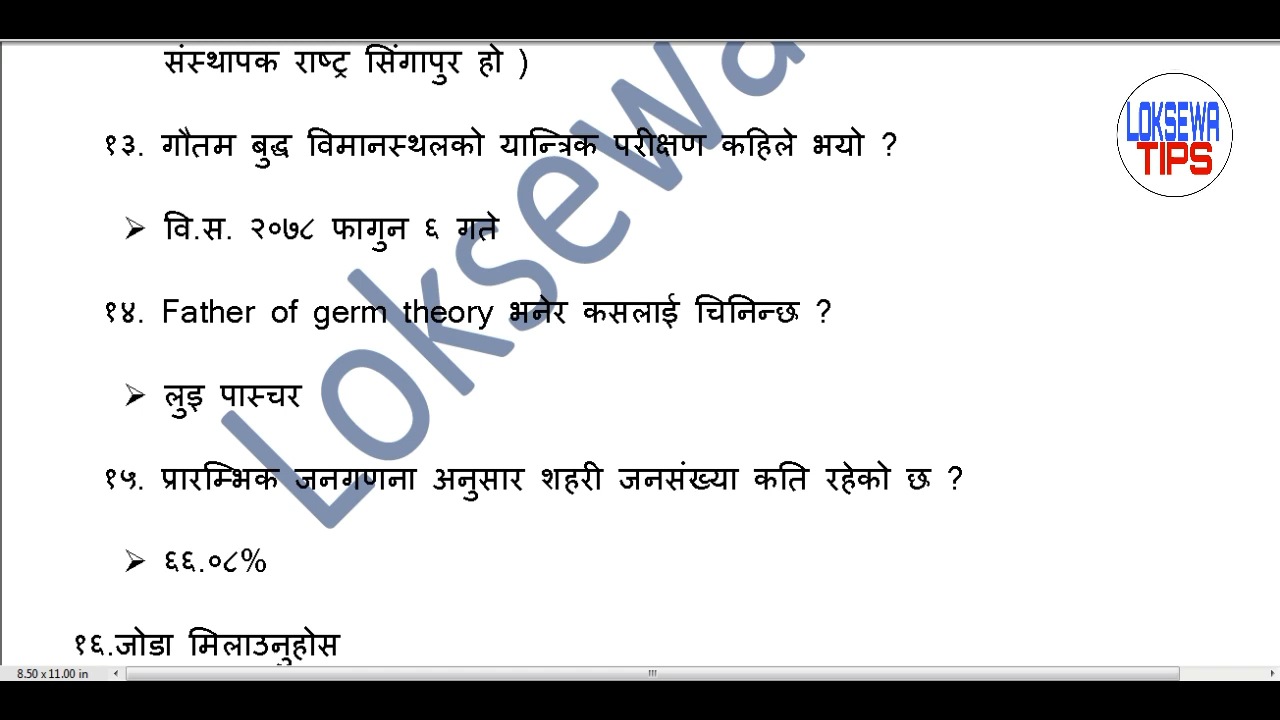 संस्थापक राष्ट्र सिंगापुर हो )
LOKSEWA
TIPS
१३. गौतम बुद्ध विमानस्थलको यान्त्रिक परीक्षण कहिले भयो ?
➢ वि.स. २०७८ फागुन ६ गते
१४. Father of germ theory भनेर कसलाई चिनिन्छ ?
➢ लुइ पास्चर
१५. प्रारम्भिक जनगणना अनुसार शहरी जनसंख्या कति रहेको छ ?
➢ ६६.०८%
१६.जोडा मिलाउनुहोस
Loksewa
8.50 x 11.00 in